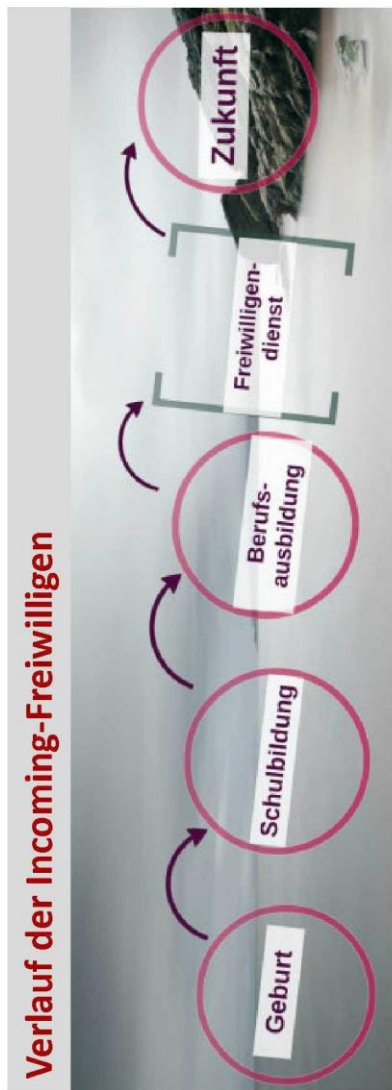 Verlauf der Incoming-Freiwilligen
Geburt
Schulbildung
Berufs-
ausbildung
Freiwilligen-
dienst
Zukunft